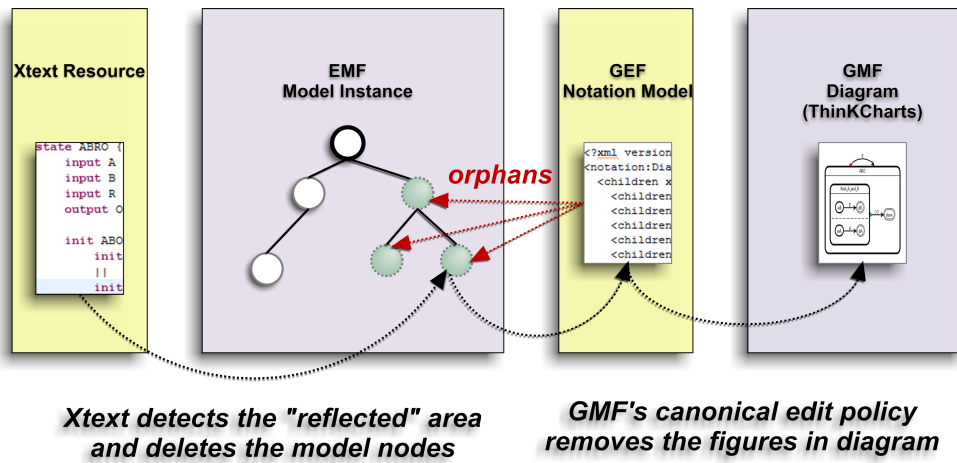 Xtext Resource
EMF
Model Instance
GEF
Notation Model
GMF
Diagram
(ThinKCharts)
state ABRO {
input A
input B
input R
output O
init ABO
init
||
init
orphans
<?xml version
<notation:Dia
<children x
<children
<children
<children
<children
<children
ABO
Xtext detects the "reflected" area
and deletes the model nodes
GMF's canonical edit policy
removes the figures in diagram